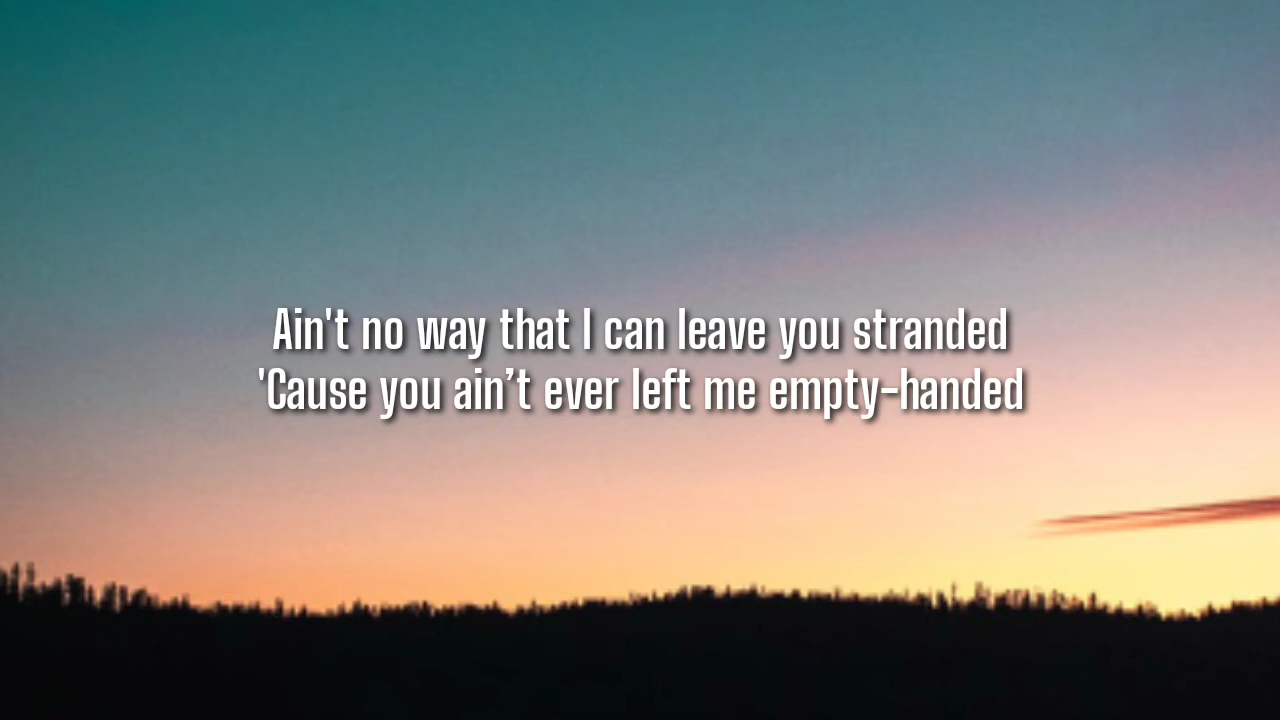 Ain't no way that I can leave you stranded
'Cause you ain’t ever left me empty-handed